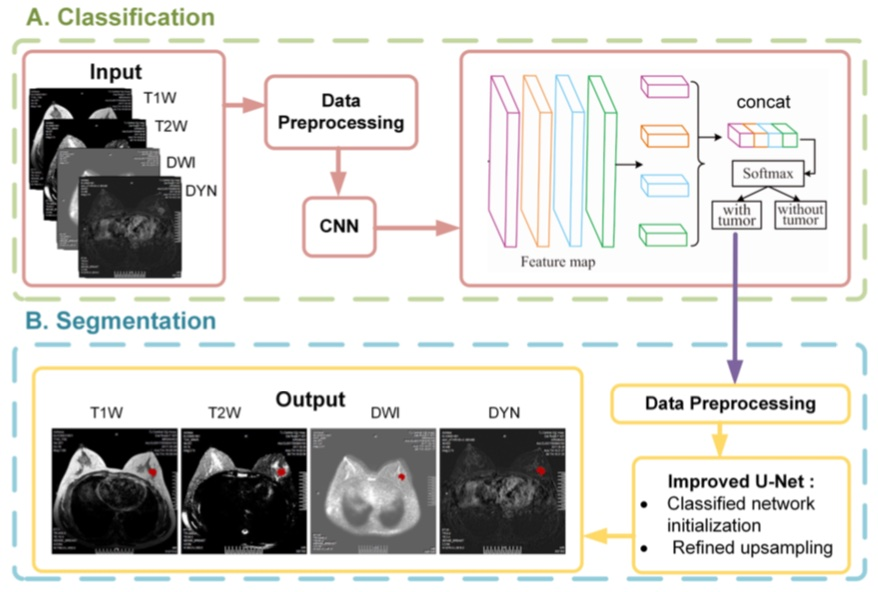 A. Classification
Input
T1W
T2W
DWI
DYN
Data
Preprocessing
CNN
Feature map
concat
Softmax
with
tumor
without
tumor
B. Segmentation
Output
T1W
T2W
DWI
DYN
Data Preprocessing
Improved U-Net :
• Classified network
initialization
• Refined upsampling